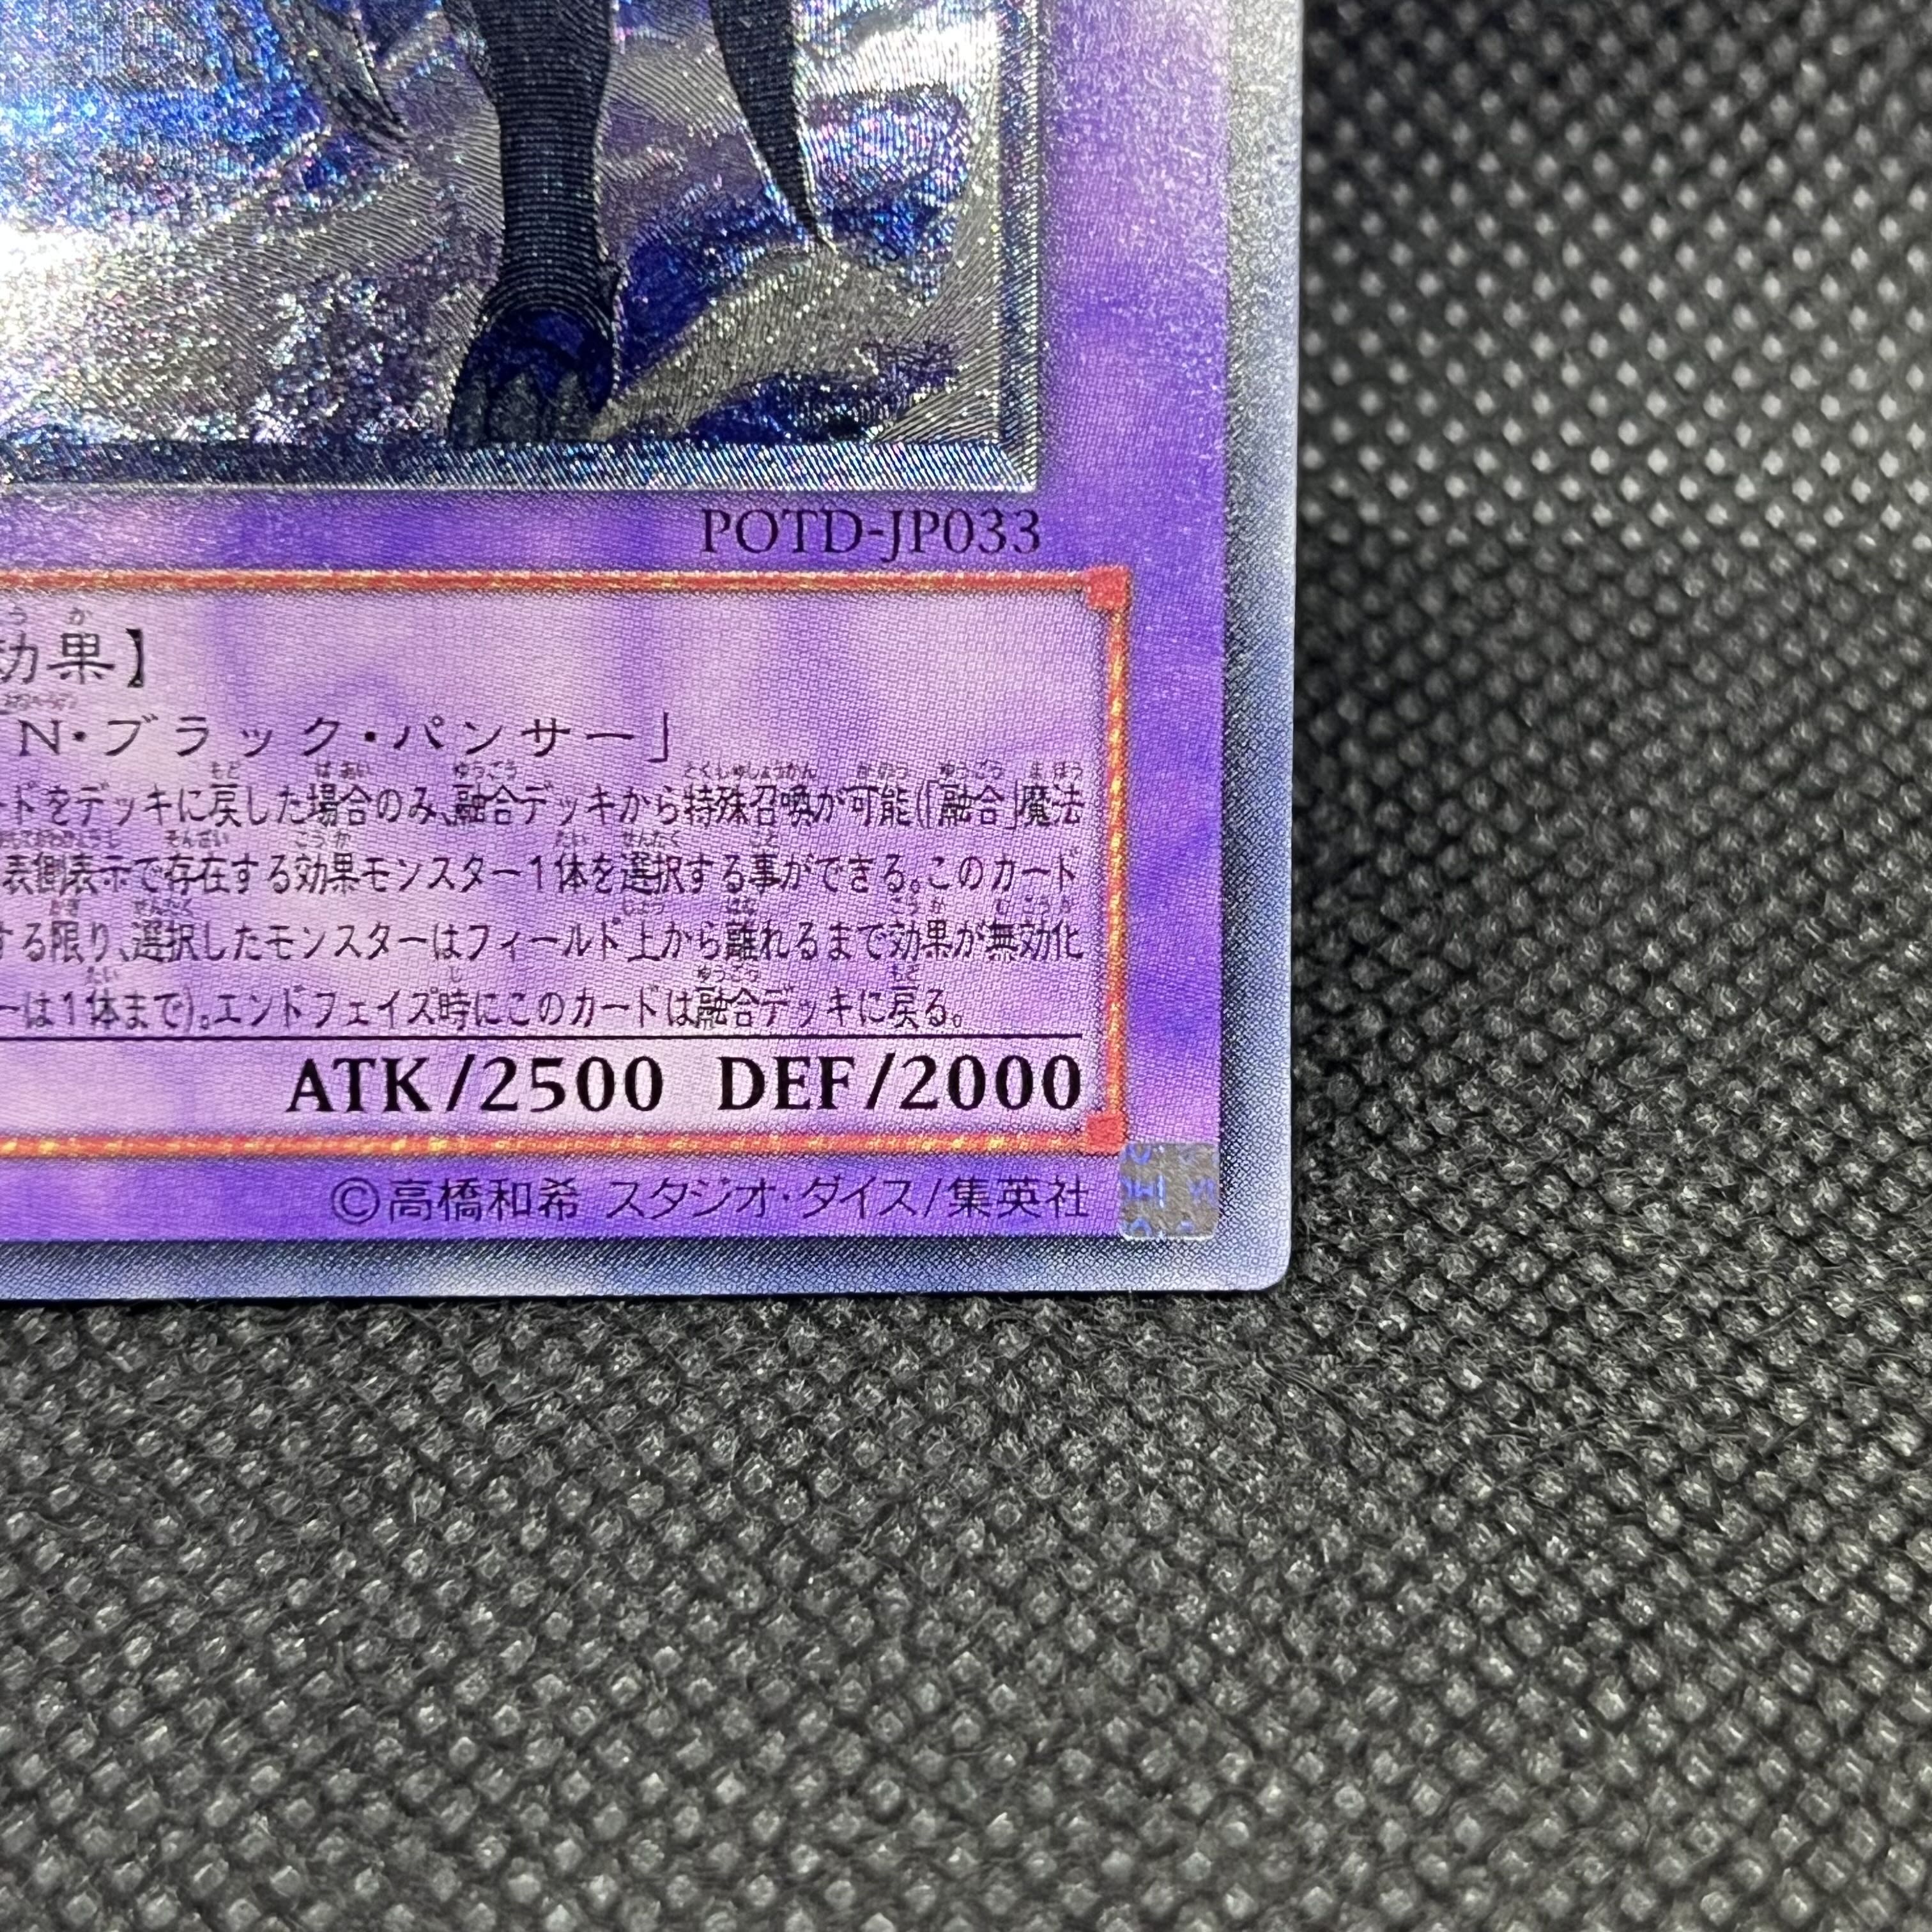 POTD-JP033
効果】
N・ブラック・パンサー」
ードをデッキに戻した場合のみ、融合デッキから特殊召喚が可能(「融合」魔法
表側表示で存在する効果モンスター1体を選択する事ができる。このカード
する限り、選択したモンスターはフィールド上から離れるまで効果が無効化
ーは1体まで)。エンドフェイズ時にこのカードは融合デッキに戻る。
ATK/2500 DEF/2000
©高橋和希 スタジオ・ダイス/集英社